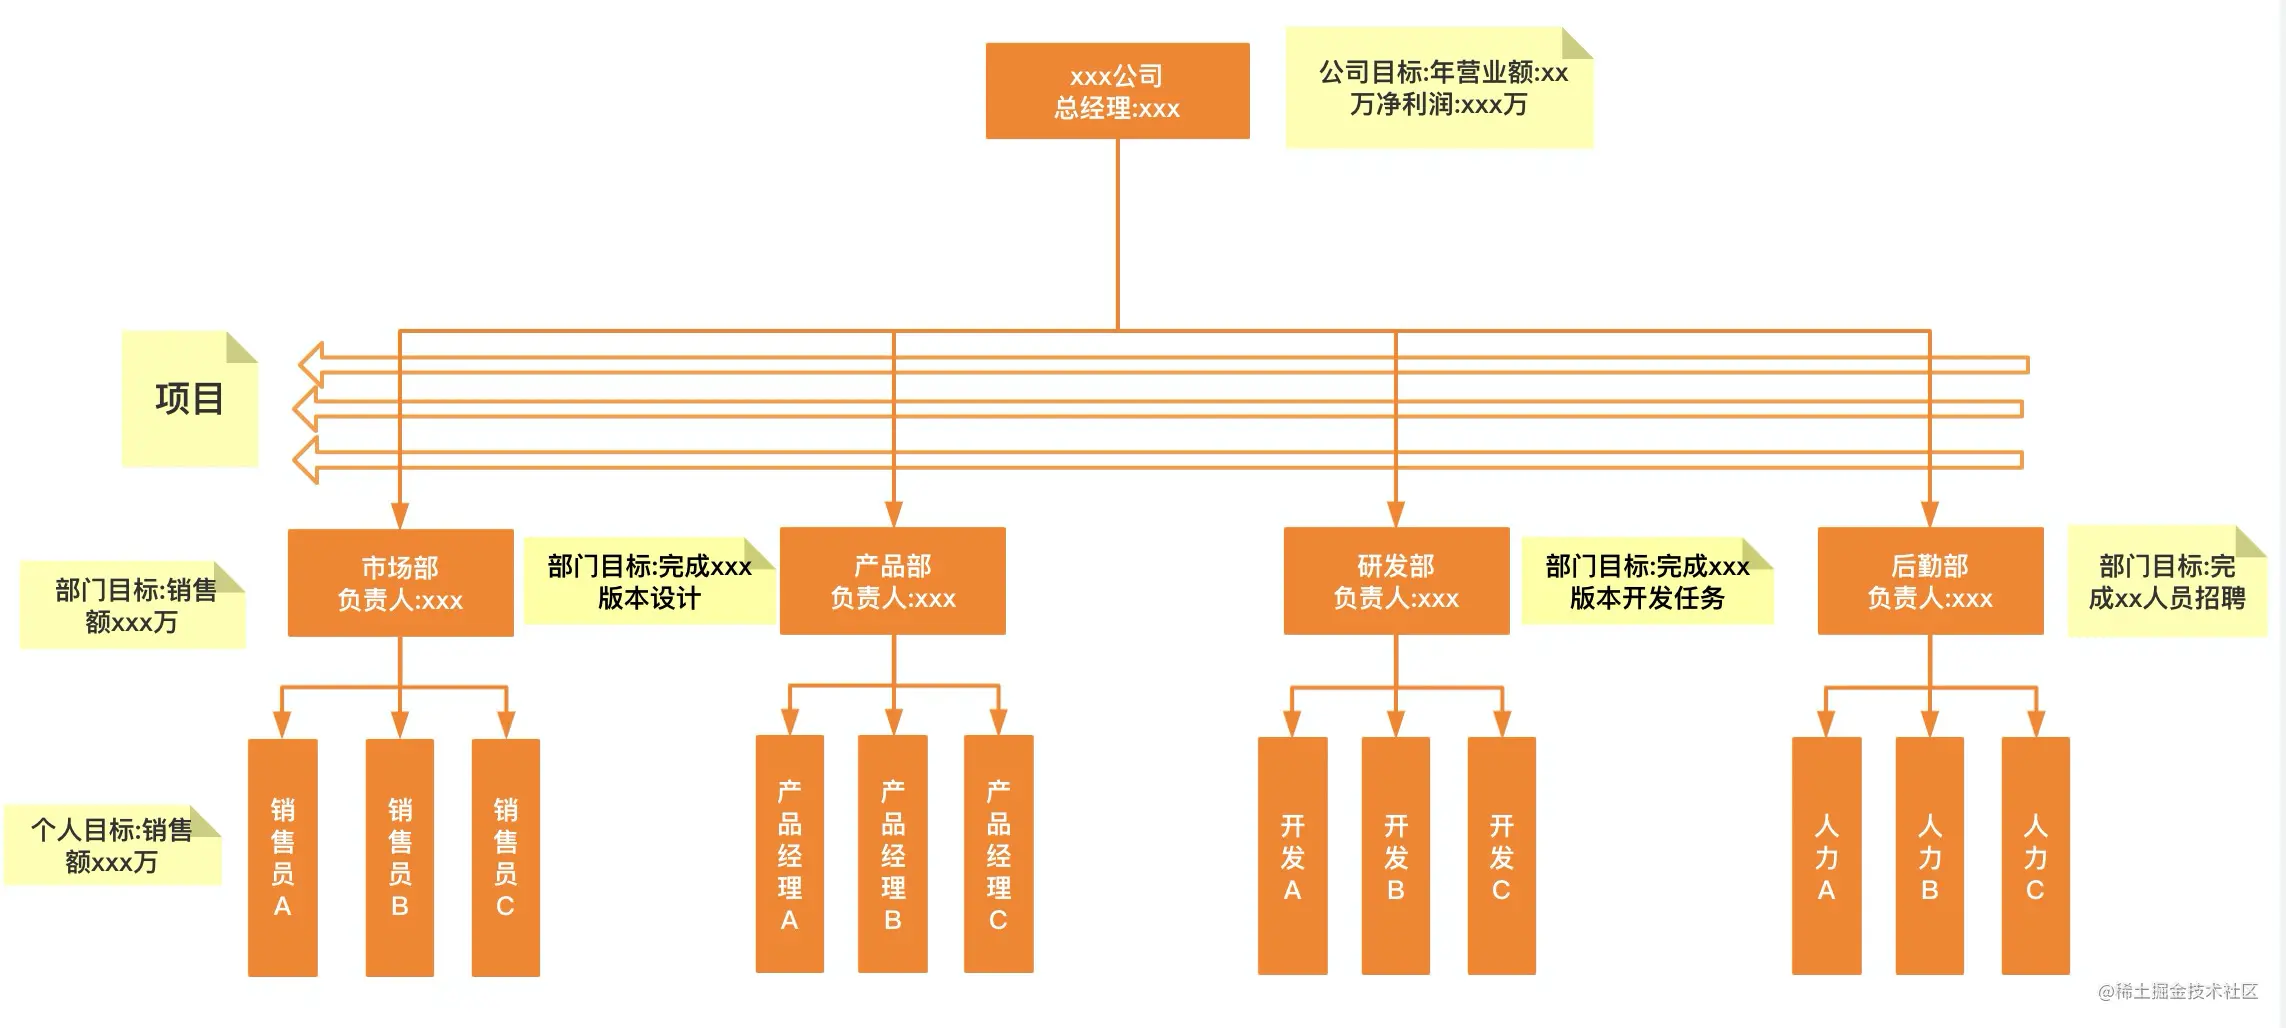 xxx公司
总经理:xxx
公司目标:年营业额:xx
万净利润:xxx万
项目
部门目标:销售
额xxx万
市场部
负责人:xxx
部门目标:完成xxx
版本设计
产品部
负责人:xxx
研发部
负责人:xxx
部门目标:完成xxx
版本开发任务
后勤部
负责人:xxx
部门目标:完
成xx人员招聘
个人目标:销售
额xxx万
销售员A
销售员B
销售员C
产品经理A
产品经理B
产品经理C
开发A
开发B
开发C
人力A
人力B
人力C
@稀土掘金技术社区